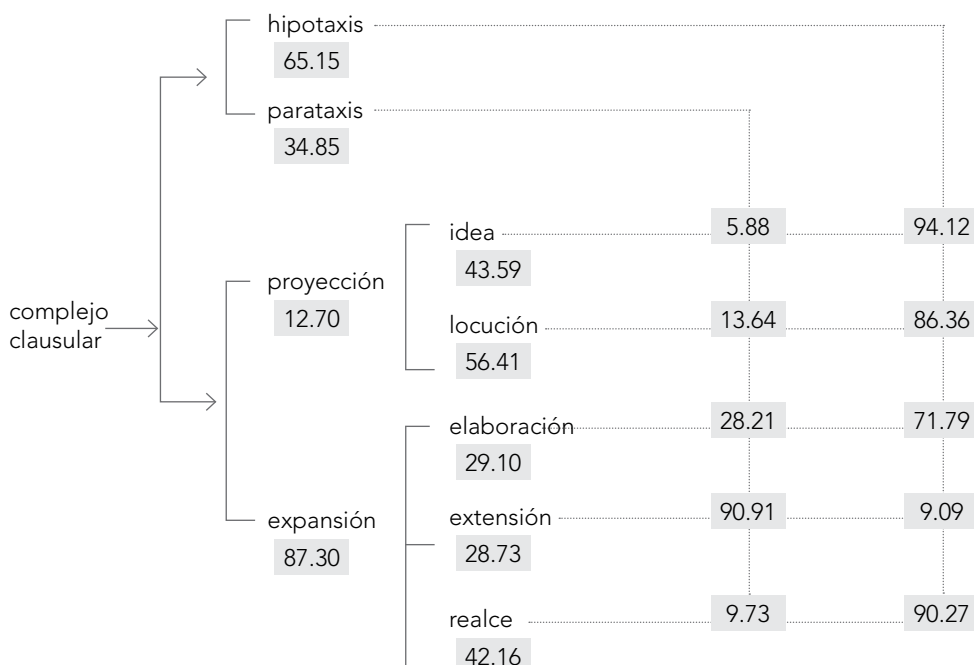 hipotaxis
65.15
parataxis
34.85
idea 5.88 94.12
43.59
proyección
12.70
complejo
clausular
locución 13.64 86.36
56.41
elaboración 28.21 71.79
29.10
expansión
87.30
extensión 90.91 9.09
28.73
realce 9.73 90.27
42.16